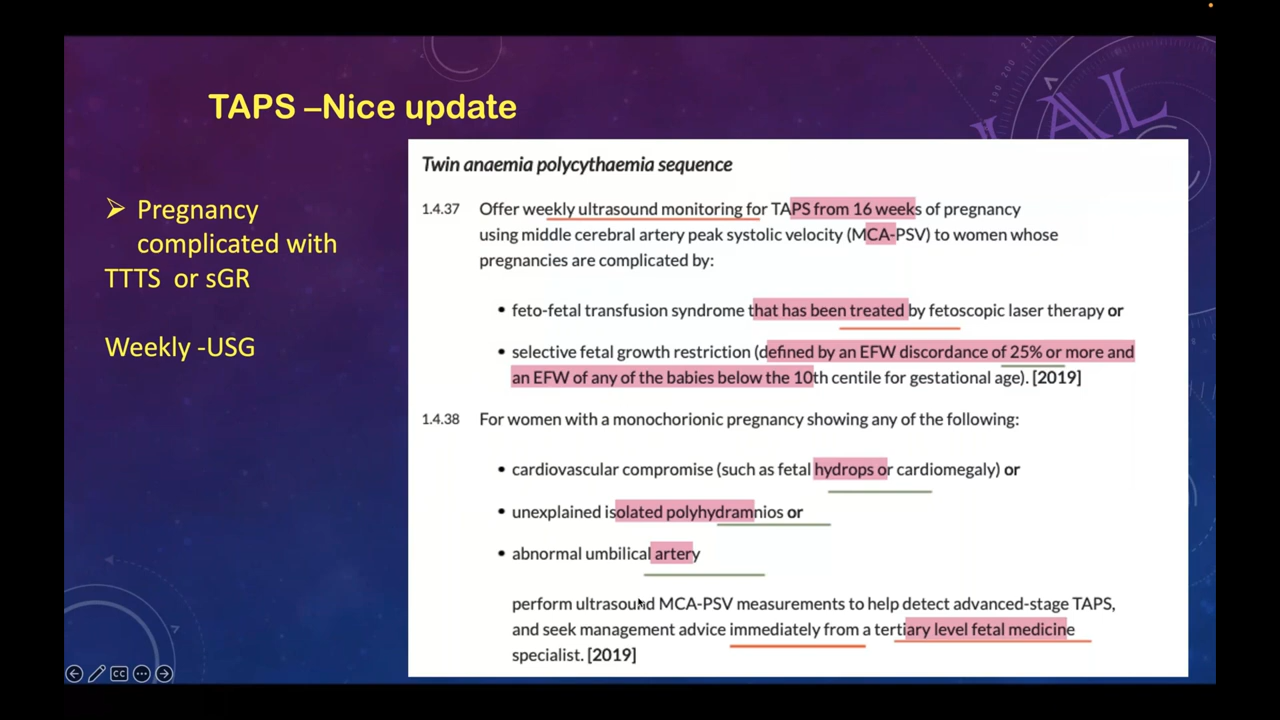 TAPS –Nice update
Pregnancy
complicated with
TTTS or sGR
Weekly -USG
Twin anaemia polycythaemia sequence
1.4.37 Offer weekly ultrasound monitoring for TAPS from 16 weeks of pregnancy
using middle cerebral artery peak systolic velocity (MCA-PSV) to women whose
pregnancies are complicated by:
• feto-fetal transfusion syndrome that has been treated by fetoscopic laser therapy or
• selective fetal growth restriction (defined by an EFW discordance of 25% or more and
an EFW of any of the babies below the 10th centile for gestational age). [2019]
1.4.38 For women with a monochorionic pregnancy showing any of the following:
• cardiovascular compromise (such as fetal hydrops or cardiomegaly) or
• unexplained isolated polyhydramnios or
• abnormal umbilical artery
perform ultrasound MCA-PSV measurements to help detect advanced-stage TAPS,
and seek management advice immediately from a tertiary level fetal medicine
specialist. [2019]
AL
CC